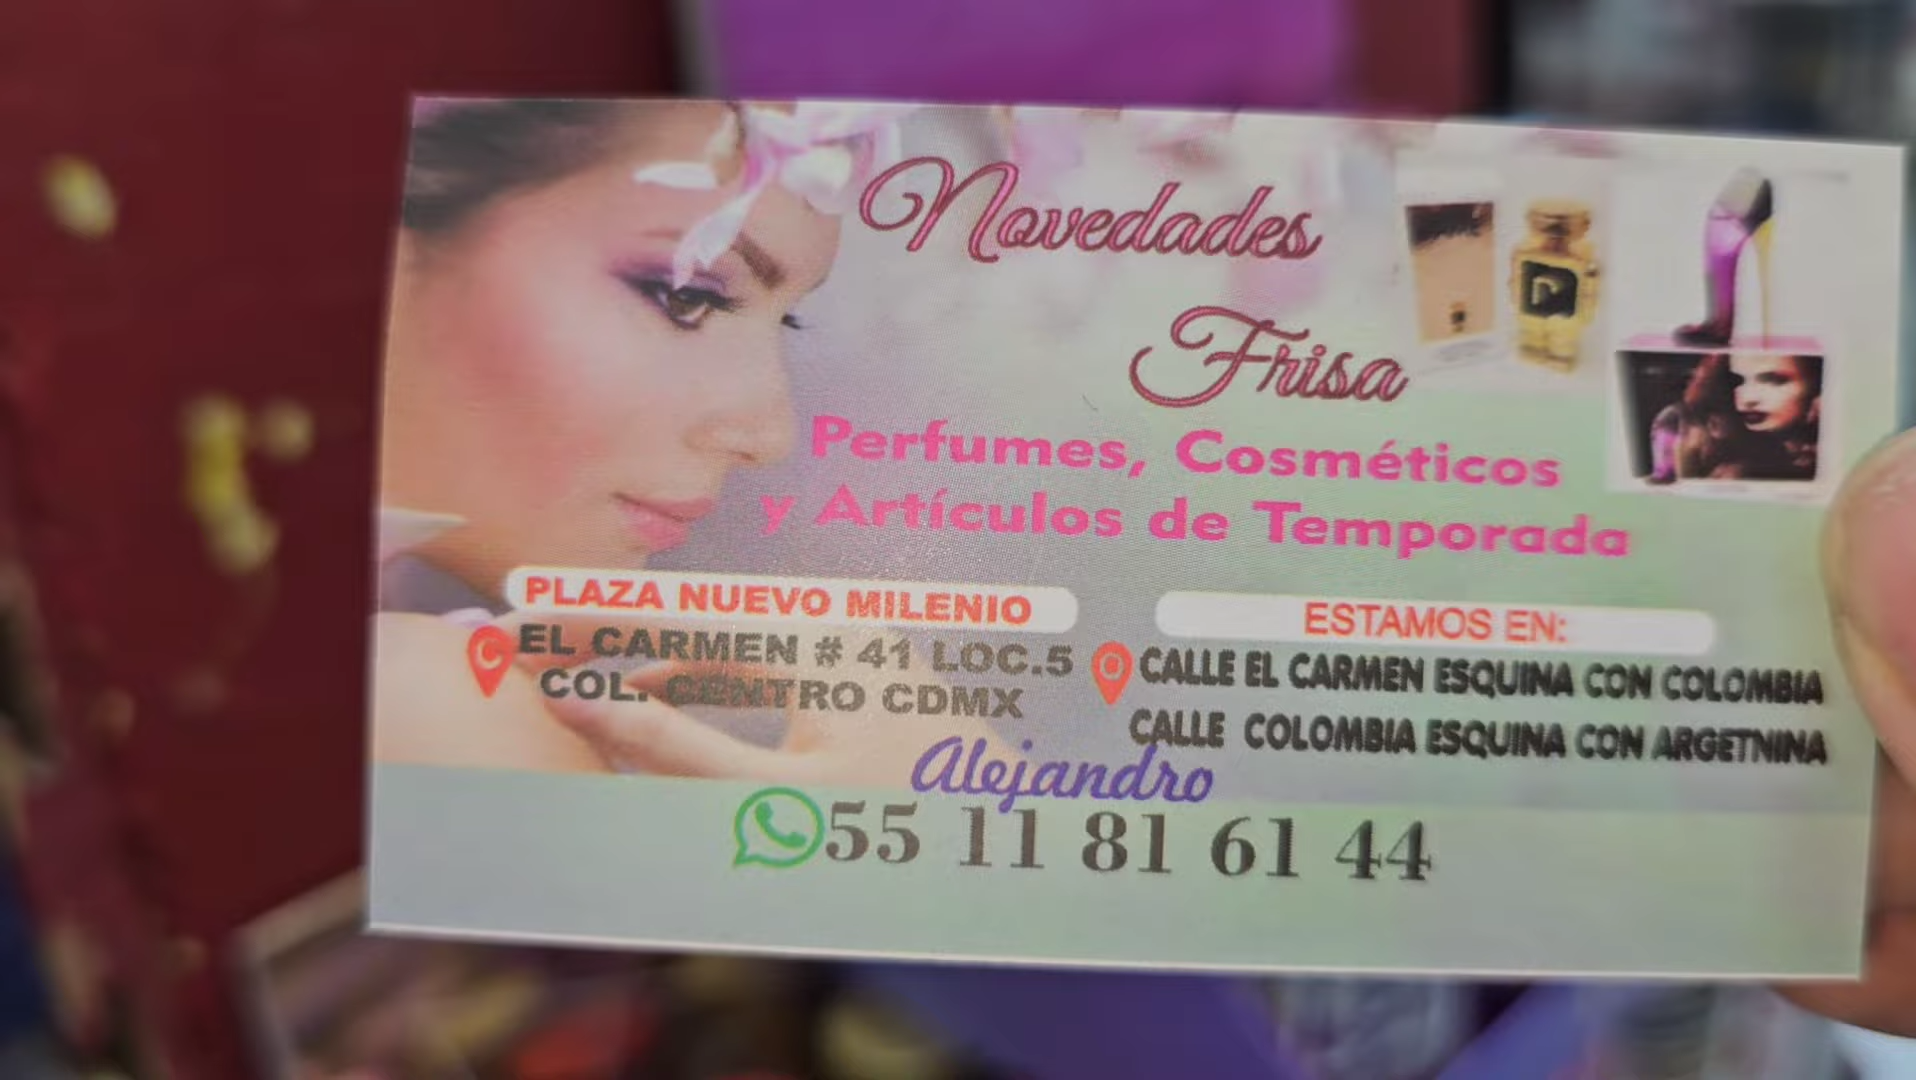 Novedades
Frisa
Perfumes, Cosméticos
y Artículos de Temporada
PLAZA NUEVO MILENIO
EL CARMEN # 41 LOC.5
COL. CENTRO CDMX
ESTAMOS EN:
CALLE EL CARMEN ESQUINA CON COLOMBIA
CALLE COLOMBIA ESQUINA CON ARGETNINA
Alejandro
55 11 81 61 44